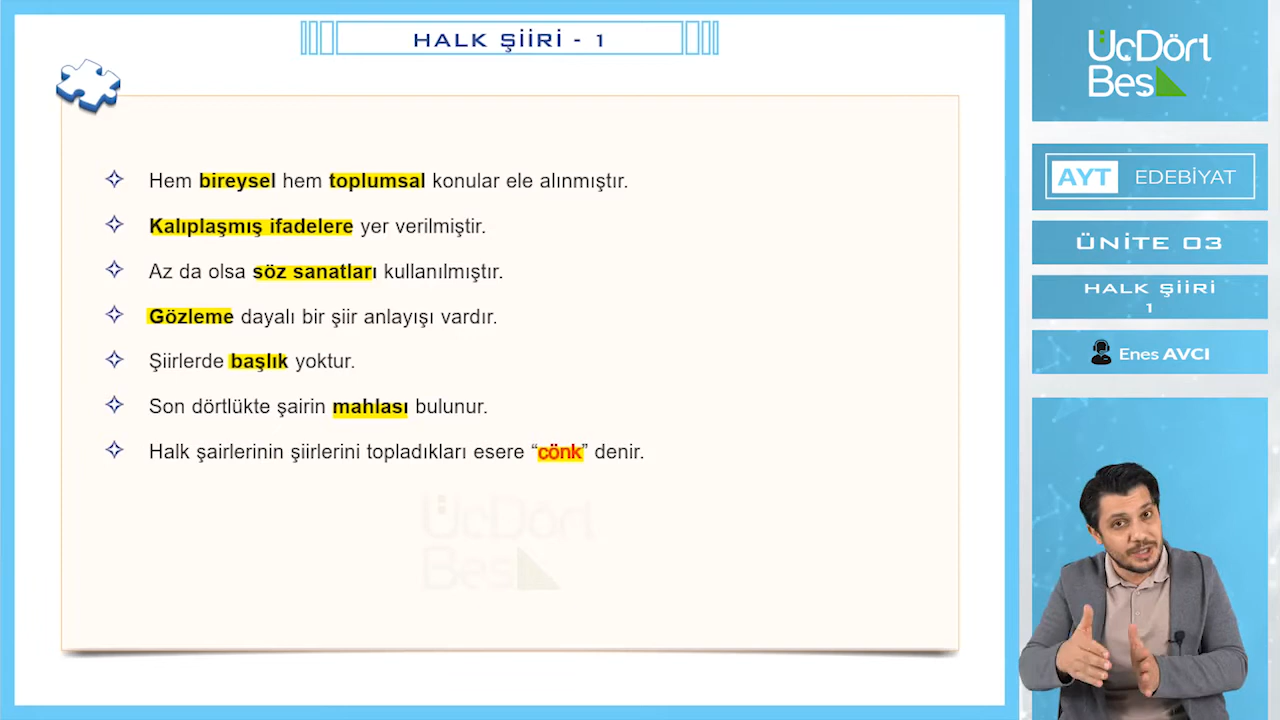 HALK ŞİİRİ - 1
Hem bireysel hem toplumsal konular ele alınmıştır.
Kalıplaşmış ifadelere yer verilmiştir.
Az da olsa söz sanatları kullanılmıştır.
Gözleme dayalı bir şiir anlayışı vardır.
Şiirlerde başlık yoktur.
Son dörtlükte şairin mahlası bulunur.
Halk şairlerinin şiirlerini topladıkları esere “cönk” denir.
ÜçDört
Beş
ÜçDört
Beş
AYT EDEBİYAT
ÜNİTE 03
HALK ŞİİRİ
1
Enes AVCI